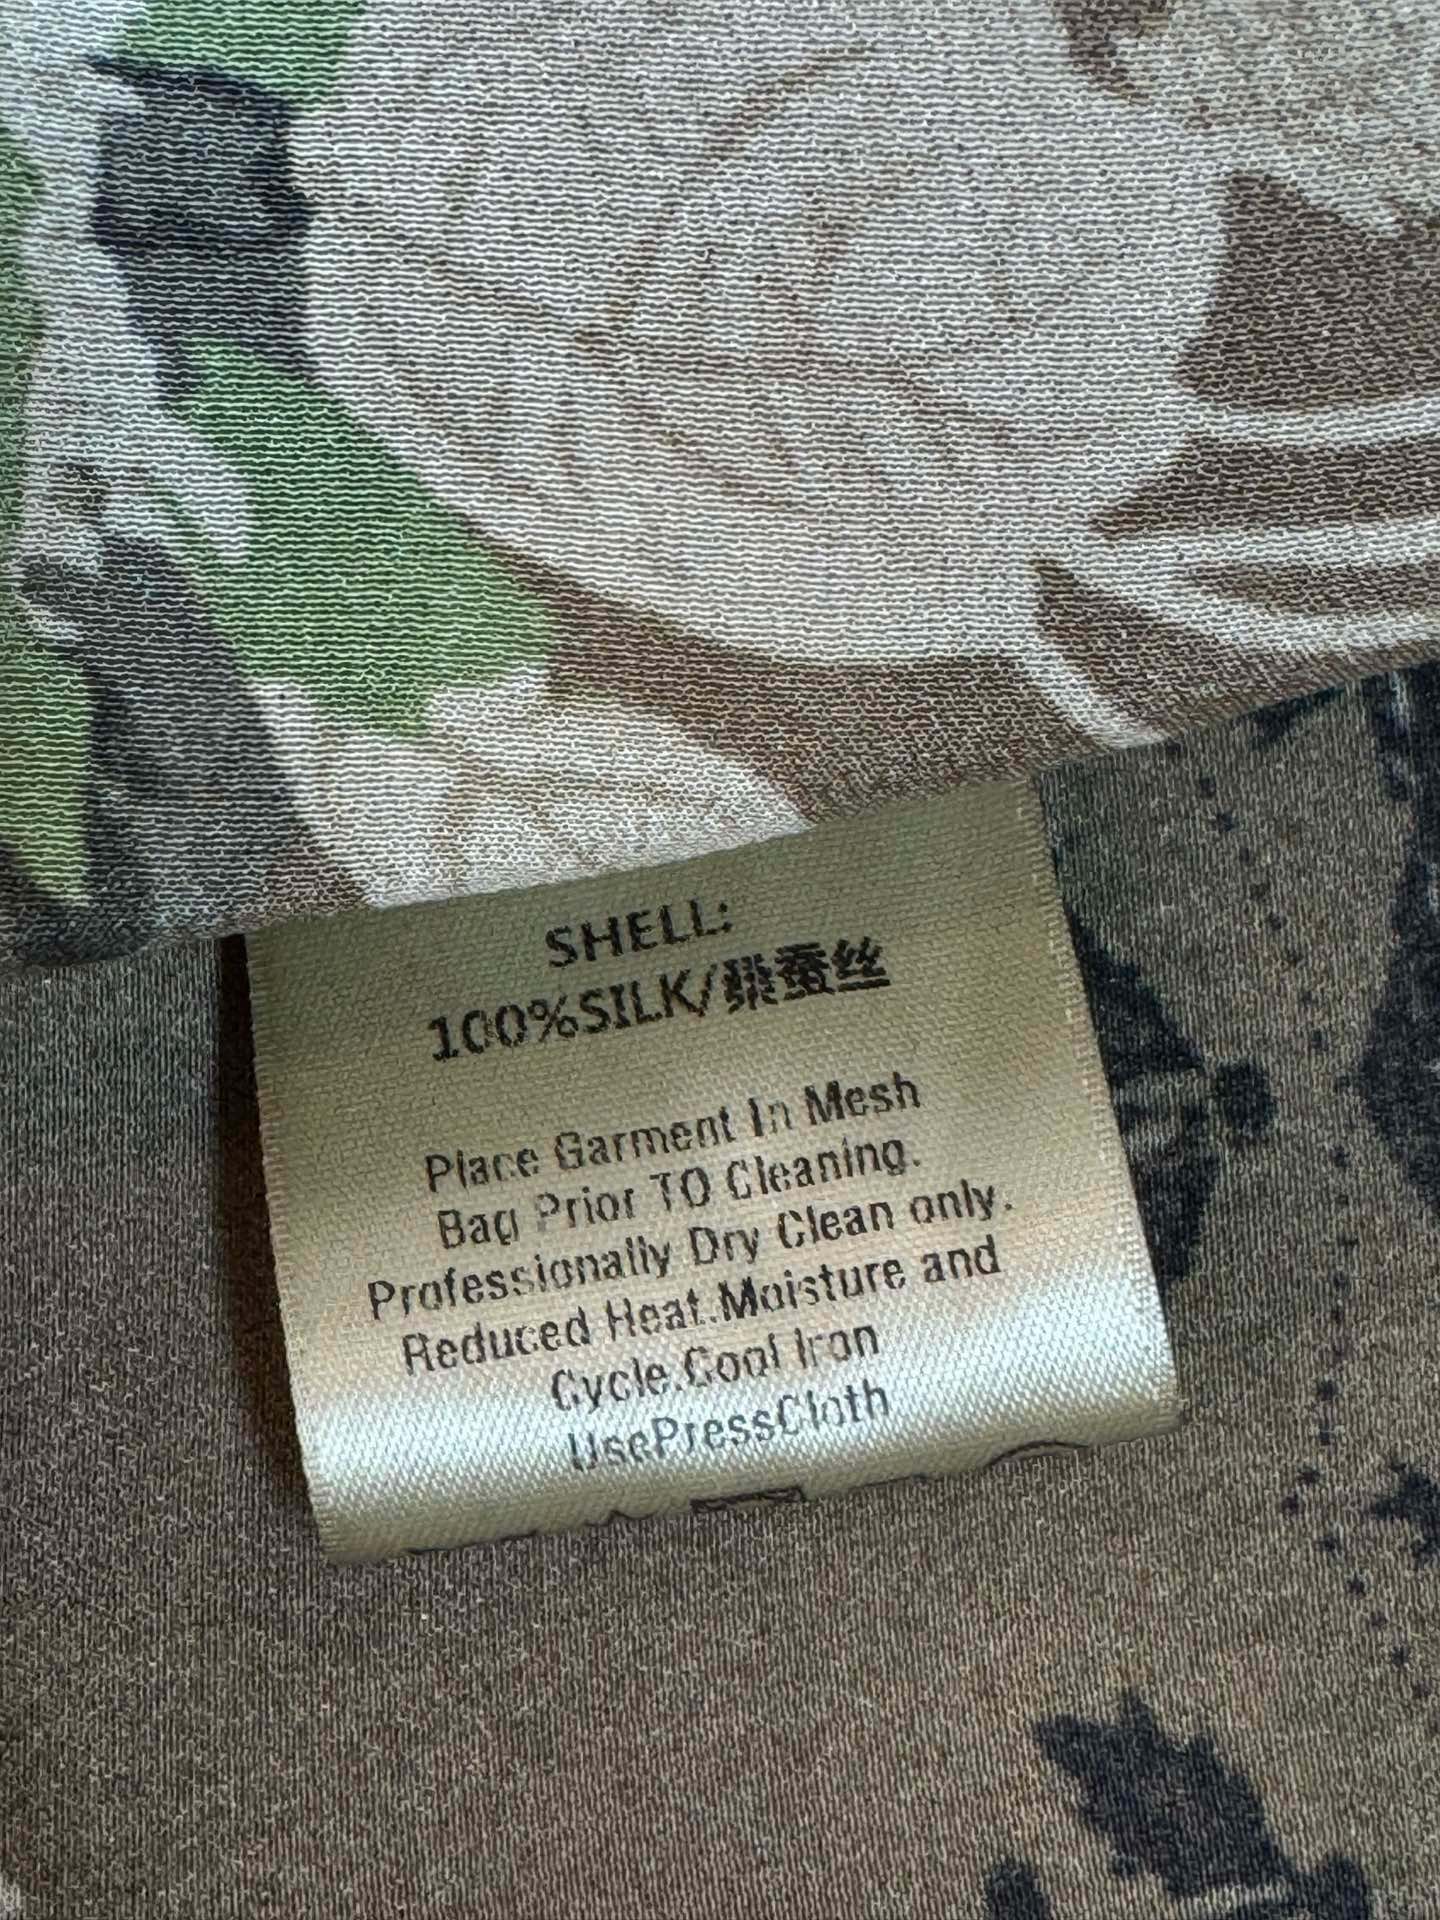 SHELL:
100%SILK/桑蚕丝
Place Garment In Mesh
Bag Prior TO Cleaning.
Professionally Dry Clean only.
Reduced Heat.Moisture and
Cycle.Cool Iron
UsePressCloth